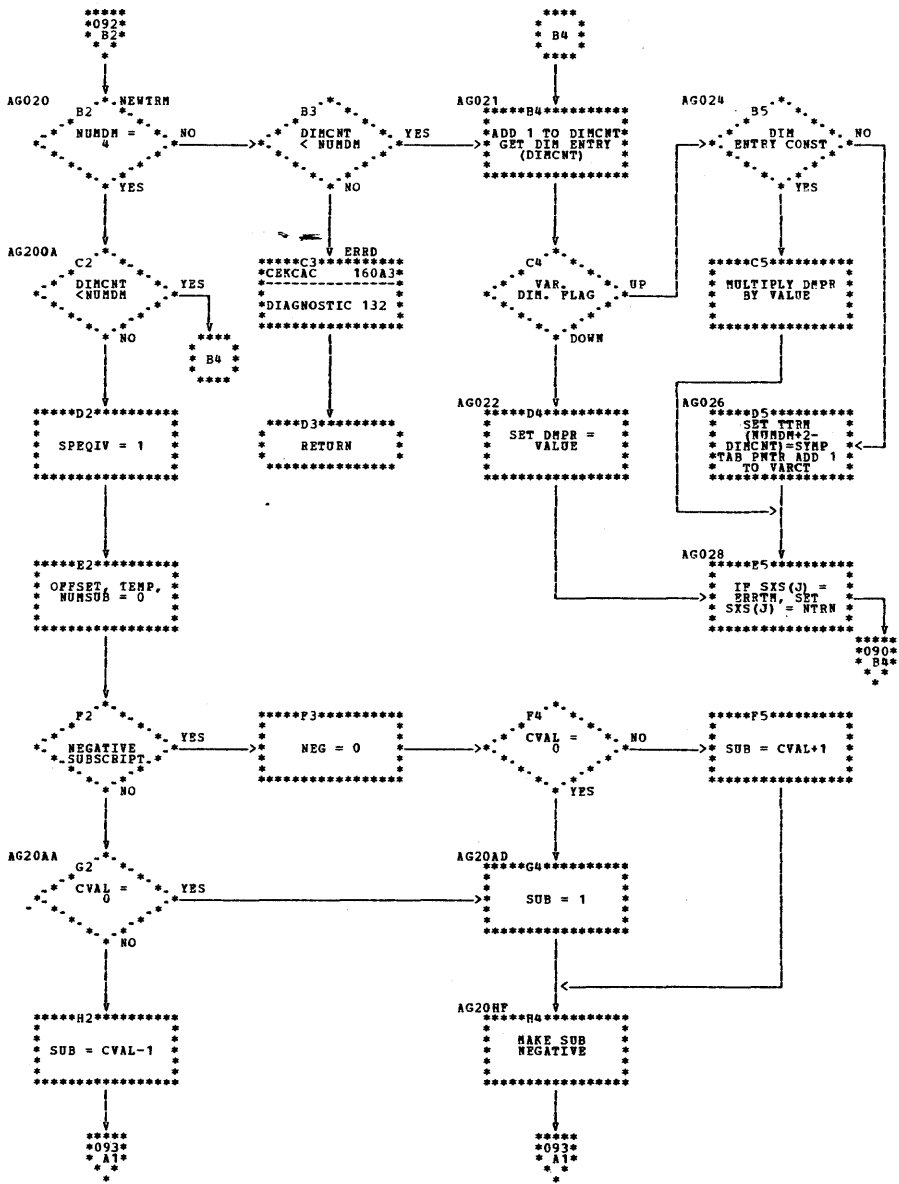 *092*
B2
B4
AG020
NEWTRM
B2
NUMDM =
4
NO
YES
B3
DIMCNT
< NUMDM
YES
NO
AG021
B4
ADD 1 TO DIMCNT
GET DIM ENTRY
(DIMCNT)
AG024
B5
DIM
ENTRY CONST
NO
YES
AG200A
C2
DIMCNT
<NUMDM
YES
NO
B4
ERRD
C3
CEKCAC 160A3
DIAGNOSTIC 132
C4
VAR.
DIM. FLAG
UP
DOWN
C5
MULTIPLY DMPR
BY VALUE
D2
SPEQIV = 1
D3
RETURN
AG022
D4
SET DMPR =
VALUE
AG026
D5
SET TTRM
(NUMDM+2-
DIMCNT)=SYMP
TAB PNTR ADD 1
TO VARCT
E2
OFFSET, TEMP,
NUMSUB = 0
AG028
E5
IF SXS(J) =
ERRTM, SET
SXS(J) = NTRM
*090*
B4
F2
NEGATIVE
SUBSCRIPT
YES
NO
F3
NEG = 0
F4
CVAL =
0
NO
YES
F5
SUB = CVAL+1
AG20AA
G2
CVAL =
0
YES
NO
AG20AD
G4
SUB = 1
H2
SUB = CVAL-1
AG20HF
H4
MAKE SUB
NEGATIVE
*093*
A1
*093*
A1